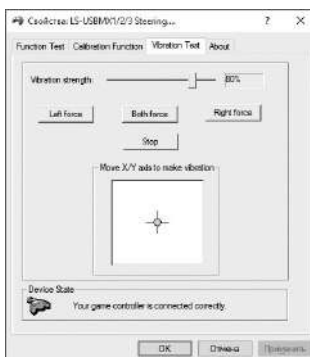 Свойства: LS-USBMX1/2/3 Steering...
Function Test Calibration Function Vibration Test About
Vibration strength: 80%
Left force Both force Right force
Stop
Move X/Y axis to make vibration
Device State
Your game controller is connected correctly.
OK Отмена Применить